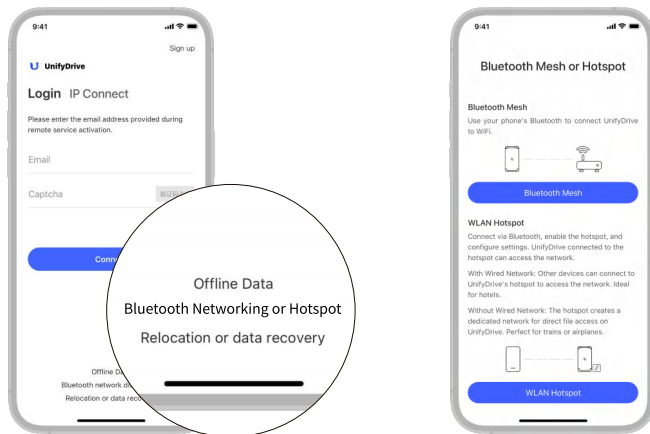 9:41
Sign up
UnifyDrive
Login IP Connect
Please enter the email address provided during
remote service activation.
Email
Captcha
验证码
Conn
Offline Da
Bluetooth network di
Relocation or data reco
Offline Data
Bluetooth Networking or Hotspot
Relocation or data recovery
9:41
Bluetooth Mesh or Hotspot
Bluetooth Mesh
Use your phone's Bluetooth to connect UnifyDrive
to WiFi.
Bluetooth Mesh
WLAN Hotspot
Connect via Bluetooth, enable the hotspot, and
configure settings. UnifyDrive connected to the
hotspot can access the network.
With Wired Network: Other devices can connect to
UnifyDrive's hotspot to access the network. Ideal
for hotels.
Without Wired Network: The hotspot creates a
dedicated network for direct file access on
UnifyDrive. Perfect for trains or airplanes.
WLAN Hotspot